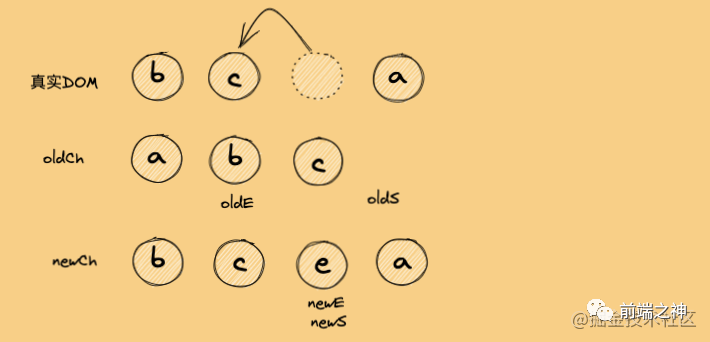 真实DOM b c a
oldCh a b c
oldE oldS
newCh b c e a
newE
newS
前端之神
@掘金技术社区